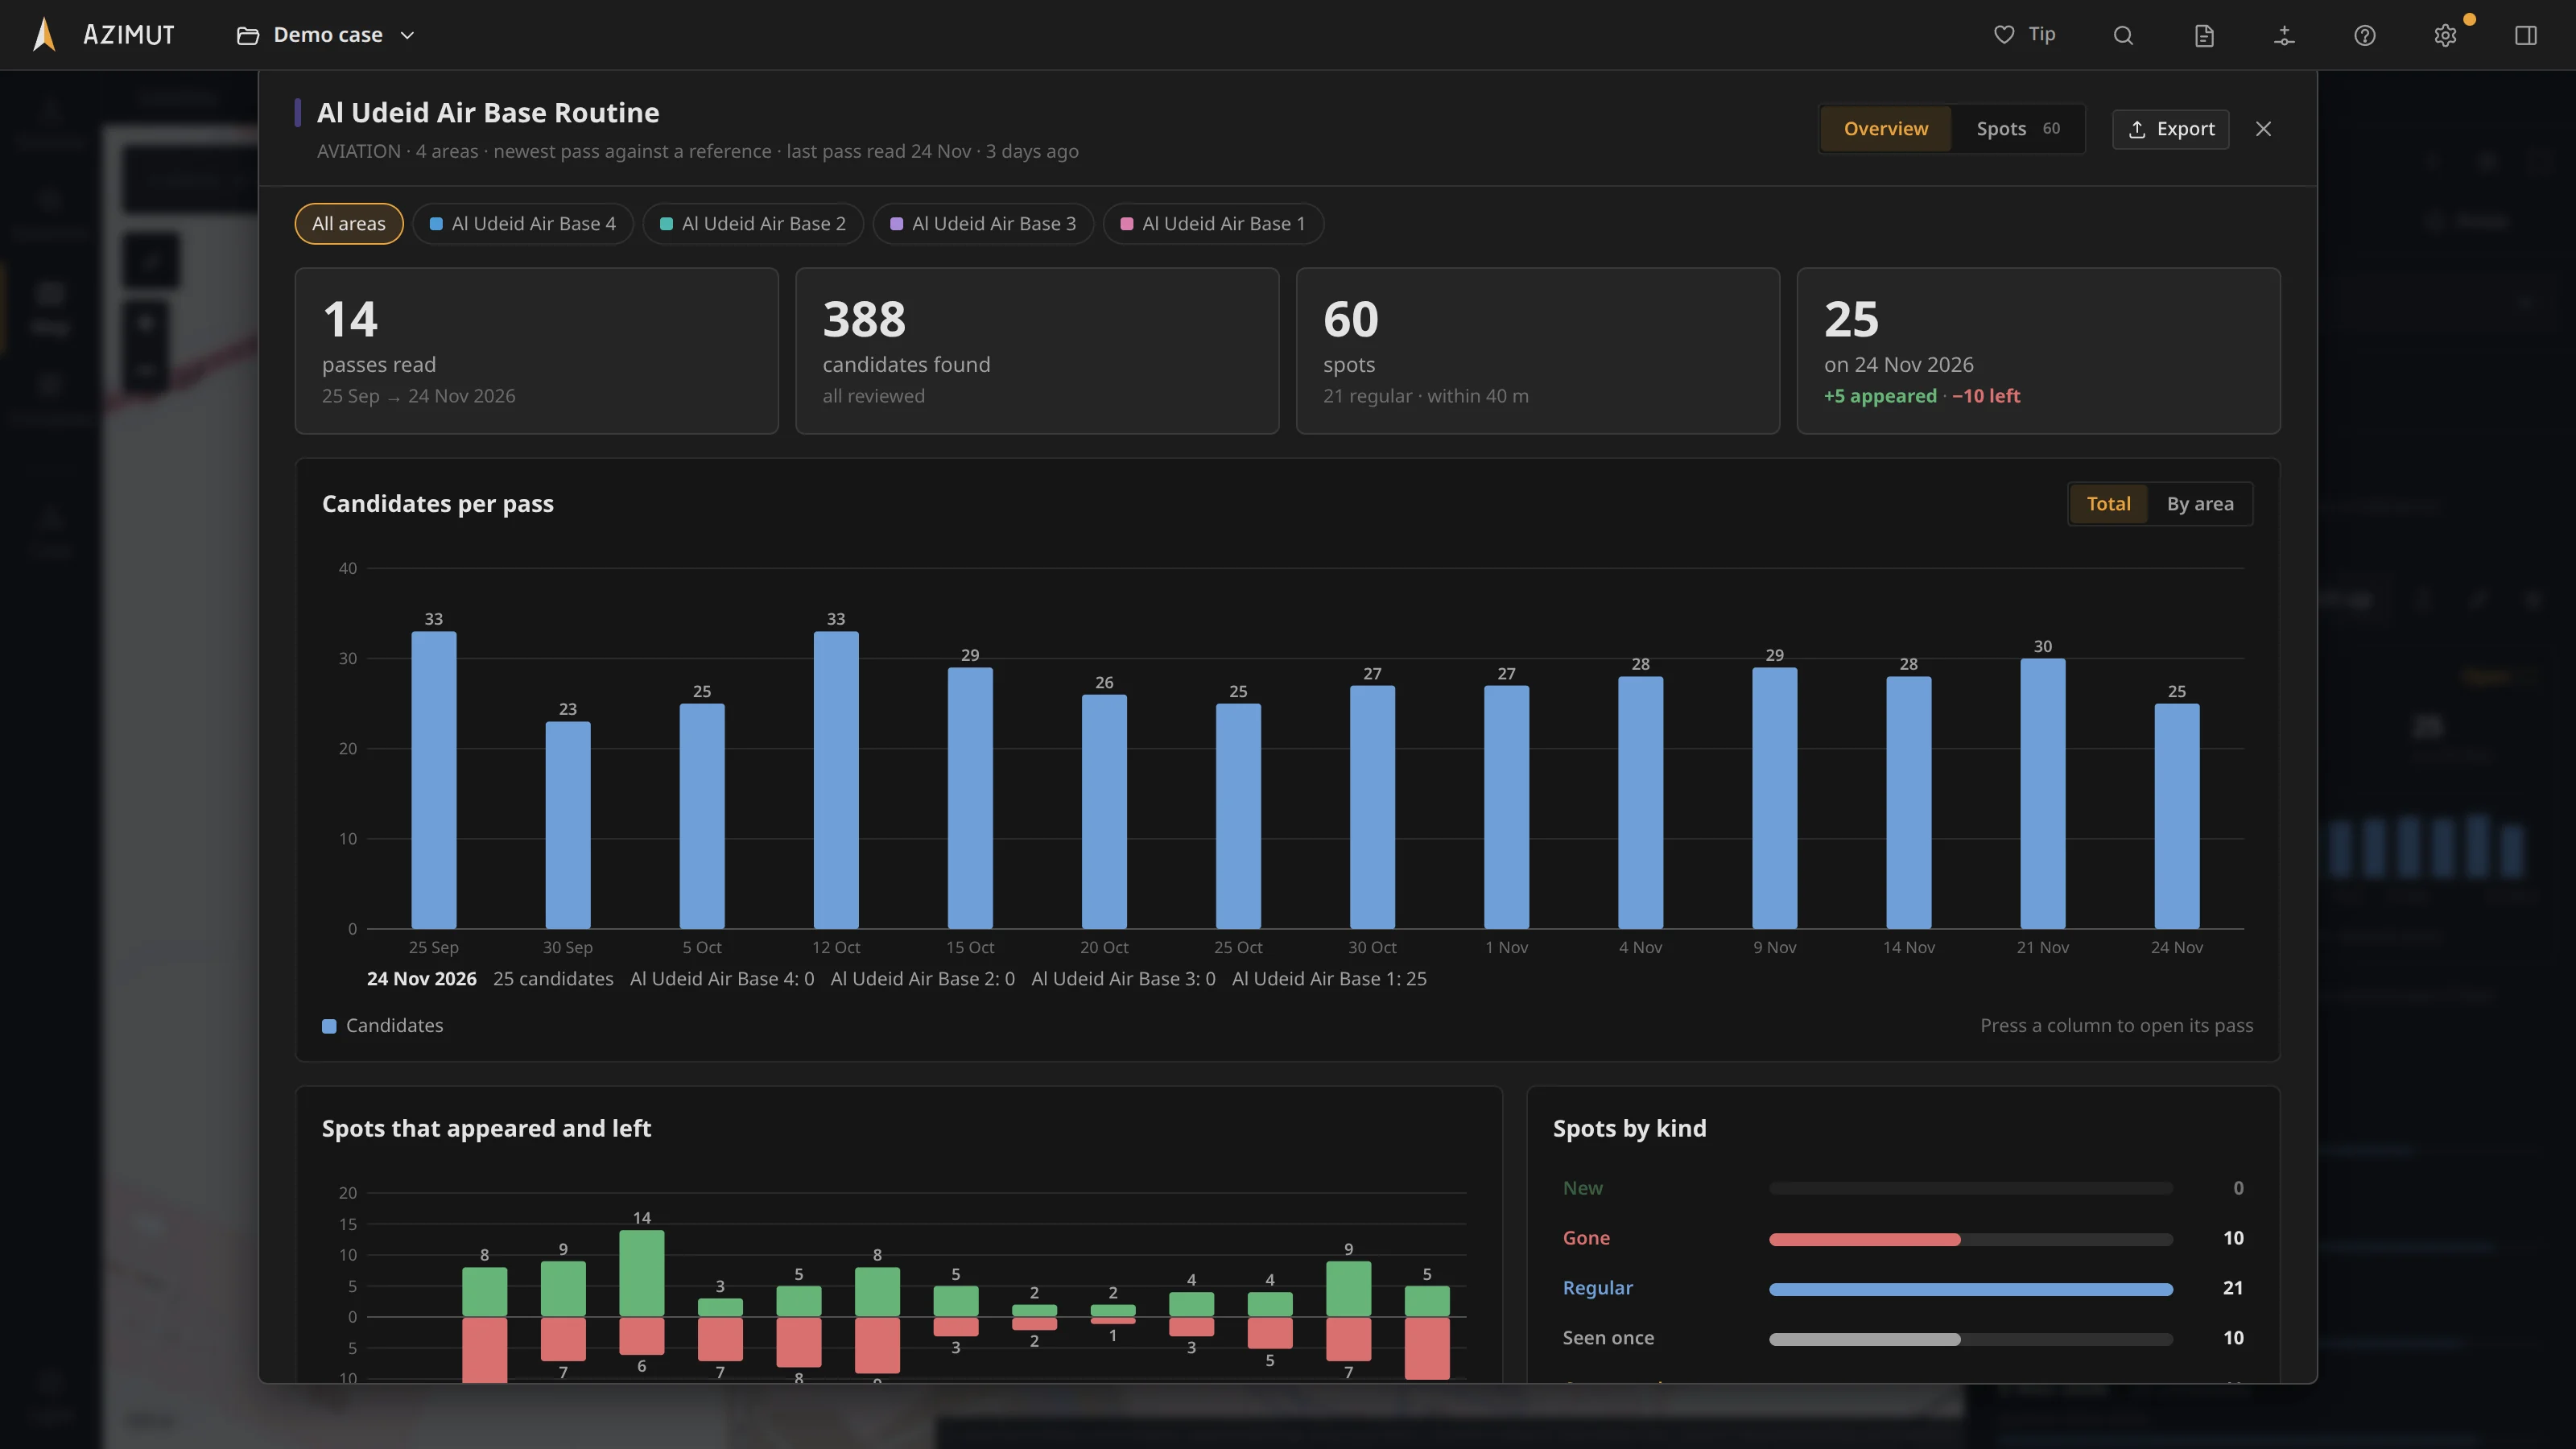 AZIMUT
Demo case
Tip
Al Udeid Air Base Routine
AVIATION · 4 areas · newest pass against a reference · last pass read 24 Nov · 3 days ago
Overview
Spots 60
Export
All areas
Al Udeid Air Base 4
Al Udeid Air Base 2
Al Udeid Air Base 3
Al Udeid Air Base 1
14
passes read
25 Sep → 24 Nov 2026
388
candidates found
all reviewed
60
spots
21 regular · within 40 m
25
on 24 Nov 2026
+5 appeared · −10 left
Candidates per pass
Total
By area
40
30
20
10
0
33
23
25
33
29
26
25
27
27
28
29
28
30
25
25 Sep
30 Sep
5 Oct
12 Oct
15 Oct
20 Oct
25 Oct
30 Oct
1 Nov
4 Nov
9 Nov
14 Nov
21 Nov
24 Nov
24 Nov 2026 25 candidates Al Udeid Air Base 4: 0 Al Udeid Air Base 2: 0 Al Udeid Air Base 3: 0 Al Udeid Air Base 1: 25
Candidates
Press a column to open its pass
Spots that appeared and left
20
15
10
5
0
5
10
8
9
14
3
5
8
5
2
2
4
4
9
5
7
6
7
8
3
2
1
3
5
7
Spots by kind
New 0
Gone 10
Regular 21
Seen once 10